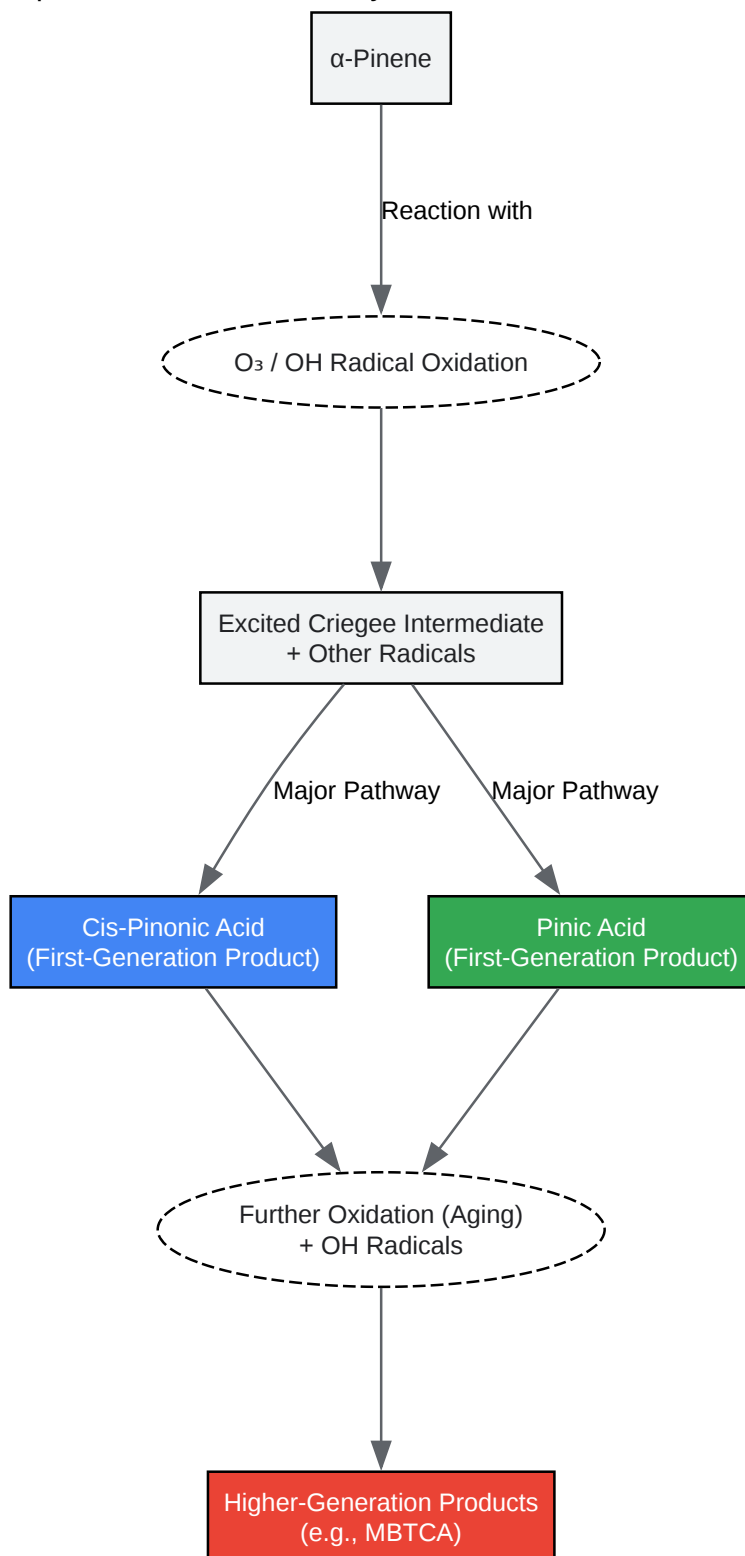 α-Pinene
Reaction with
O₃ / OH Radical Oxidation
Excited Criegee Intermediate
+ Other Radicals
Major Pathway
Major Pathway
Cis-Pinonic Acid
(First-Generation Product)
Pinic Acid
(First-Generation Product)
Further Oxidation (Aging)
+ OH Radicals
Higher-Generation Products
(e.g., MBTCA)